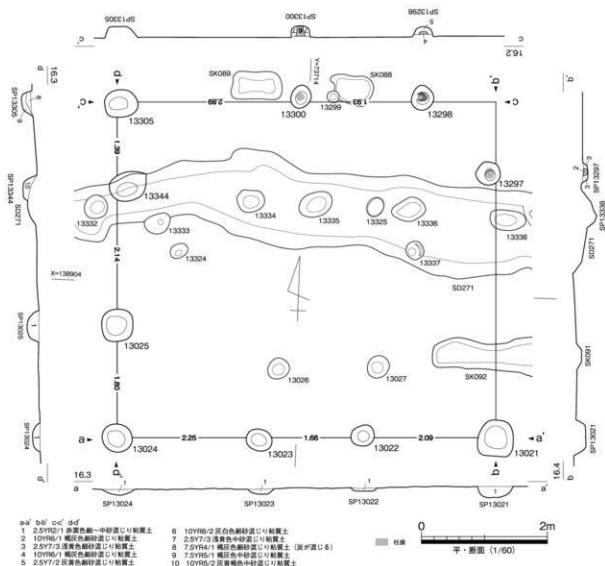 SP13305
SP13300
SP13298
c'
c
16.2
16.3
d'
SK089
Y=73714
SK088
c'
13305
2.89
13300
13299
1.93
13298
c
SP13305
1.39
13344
13297
SP13297
SP13344
SD271
13332
13333
13334
13335
13325
13336
13338
SP13338
13324
13337
SD271
SD271
X=138904
2.14
SP13025
13025
1.80
13026
13027
SK092
SK091
SP13024
a
13024
2.25
13023
1.66
13022
2.09
13021
a'
SP13021
16.3
a
SP13024
SP13023
SP13022
SP13021
a'
16.4
b
a-a' b-b' c-c' d-d'
1 2.5YR2/1 赤黒色細~中砂混じり粘質土
2 10YR6/1 褐灰色細砂混じり粘質土
3 2.5Y7/3 浅黄色細砂混じり粘質土
4 10YR6/1 褐灰色細砂混じり粘質土
5 2.5Y7/2 灰黄色細砂混じり粘質土
6 10YR8/2 灰白色細砂混じり粘質土
7 2.5Y7/3 浅黄色中砂混じり粘質土
8 7.5YR4/1 褐灰色細砂混じり粘質土(炭が混じる)
9 7.5YR5/1 褐灰色中砂混じり粘質土
10 10YR5/2 灰黄褐色中砂混じり粘質土
柱痕
0 2m
平・断面 (1/60)